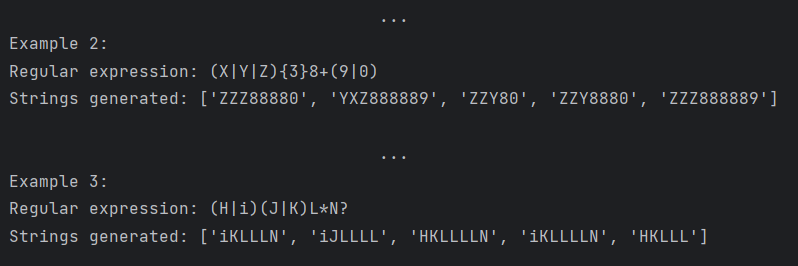 ...
Example 2:
Regular expression: (X|Y|Z){3}8+(9|0)
Strings generated: ['ZZZ88880', 'YXZ888889', 'ZZY80', 'ZZY8880', 'ZZZ888889']
...
Example 3:
Regular expression: (H|i)(J|K)L*N?
Strings generated: ['iKLLLN', 'iJLLLL', 'HKLLLLN', 'iKLLLLN', 'HKLLL']